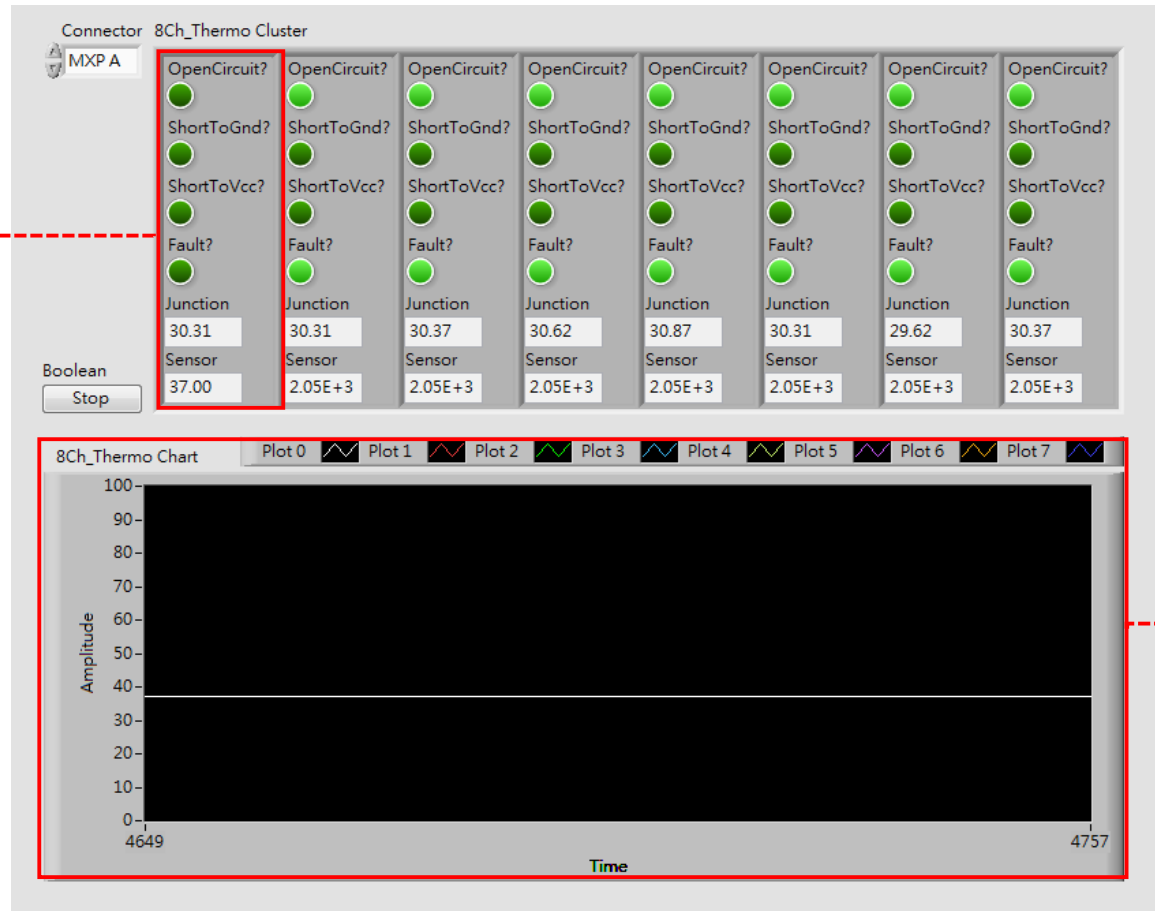 Connector 8Ch_Thermo Cluster
MXP A
OpenCircuit? OpenCircuit? OpenCircuit? OpenCircuit? OpenCircuit? OpenCircuit? OpenCircuit? OpenCircuit?
ShortToGnd? ShortToGnd? ShortToGnd? ShortToGnd? ShortToGnd? ShortToGnd? ShortToGnd? ShortToGnd?
ShortToVcc? ShortToVcc? ShortToVcc? ShortToVcc? ShortToVcc? ShortToVcc? ShortToVcc? ShortToVcc?
Fault? Fault? Fault? Fault? Fault? Fault? Fault? Fault?
Junction Junction Junction Junction Junction Junction Junction Junction
30.31 30.31 30.37 30.62 30.87 30.31 29.62 30.37
Sensor Sensor Sensor Sensor Sensor Sensor Sensor Sensor
37.00 2.05E+3 2.05E+3 2.05E+3 2.05E+3 2.05E+3 2.05E+3 2.05E+3
Boolean
Stop
8Ch_Thermo Chart Plot 0 Plot 1 Plot 2 Plot 3 Plot 4 Plot 5 Plot 6 Plot 7
100
90
80
70
60
50
40
30
20
10
0
Amplitude
4649 4757
Time